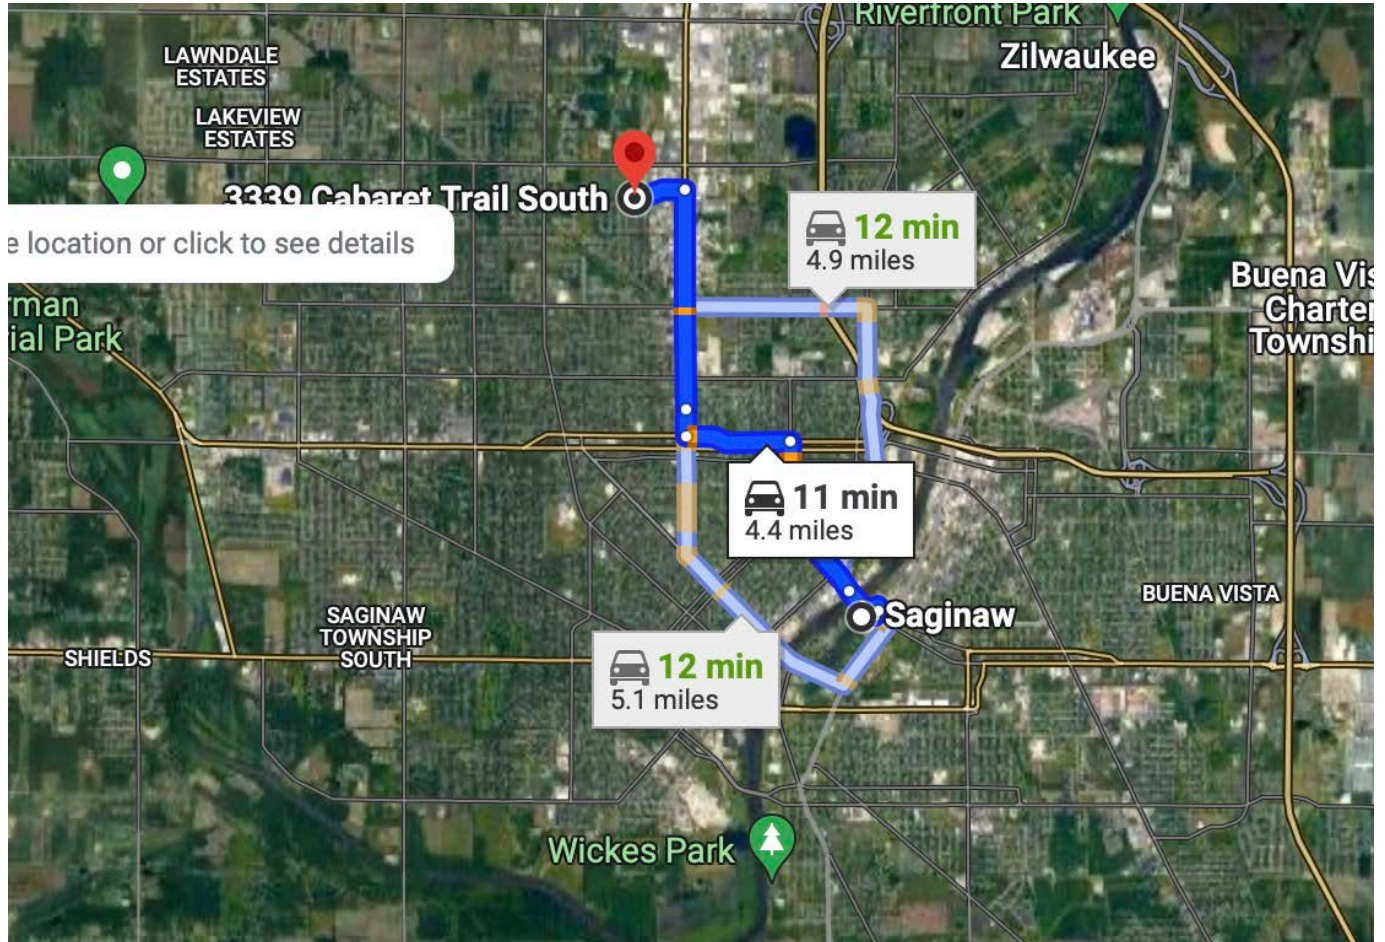 Riverfront Park
Zilwaukee
LAWNDALE
ESTATES
LAKEVIEW
ESTATES
3339 Cabaret Trail South
e location or click to see details
12 min
4.9 miles
Buena Vis
Charter
Townshi
rman
ial Park
11 min
4.4 miles
BUENA VISTA
Saginaw
SAGINAW
TOWNSHIP
SOUTH
SHIELDS
12 min
5.1 miles
Wickes Park